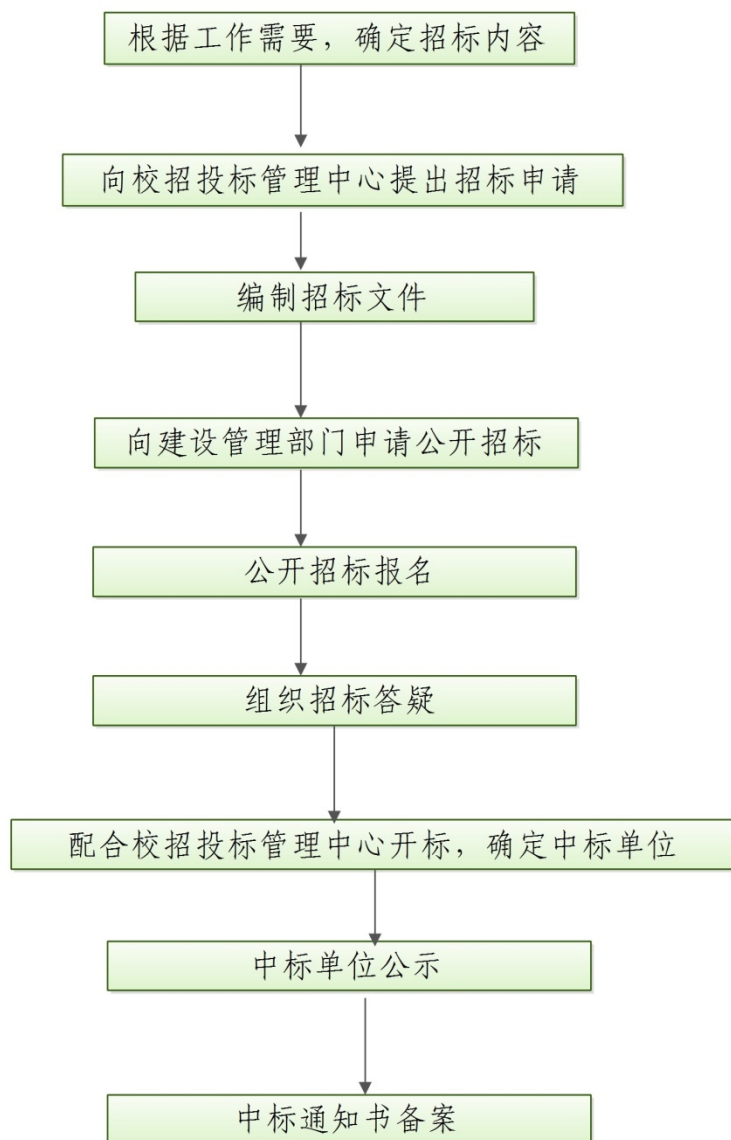 根据工作需要，确定招标内容
向校招投标管理中心提出招标申请
编制招标文件
向建设管理部门申请公开招标
公开招标报名
组织招标答疑
配合校招投标管理中心开标，确定中标单位
中标单位公示
中标通知书备案